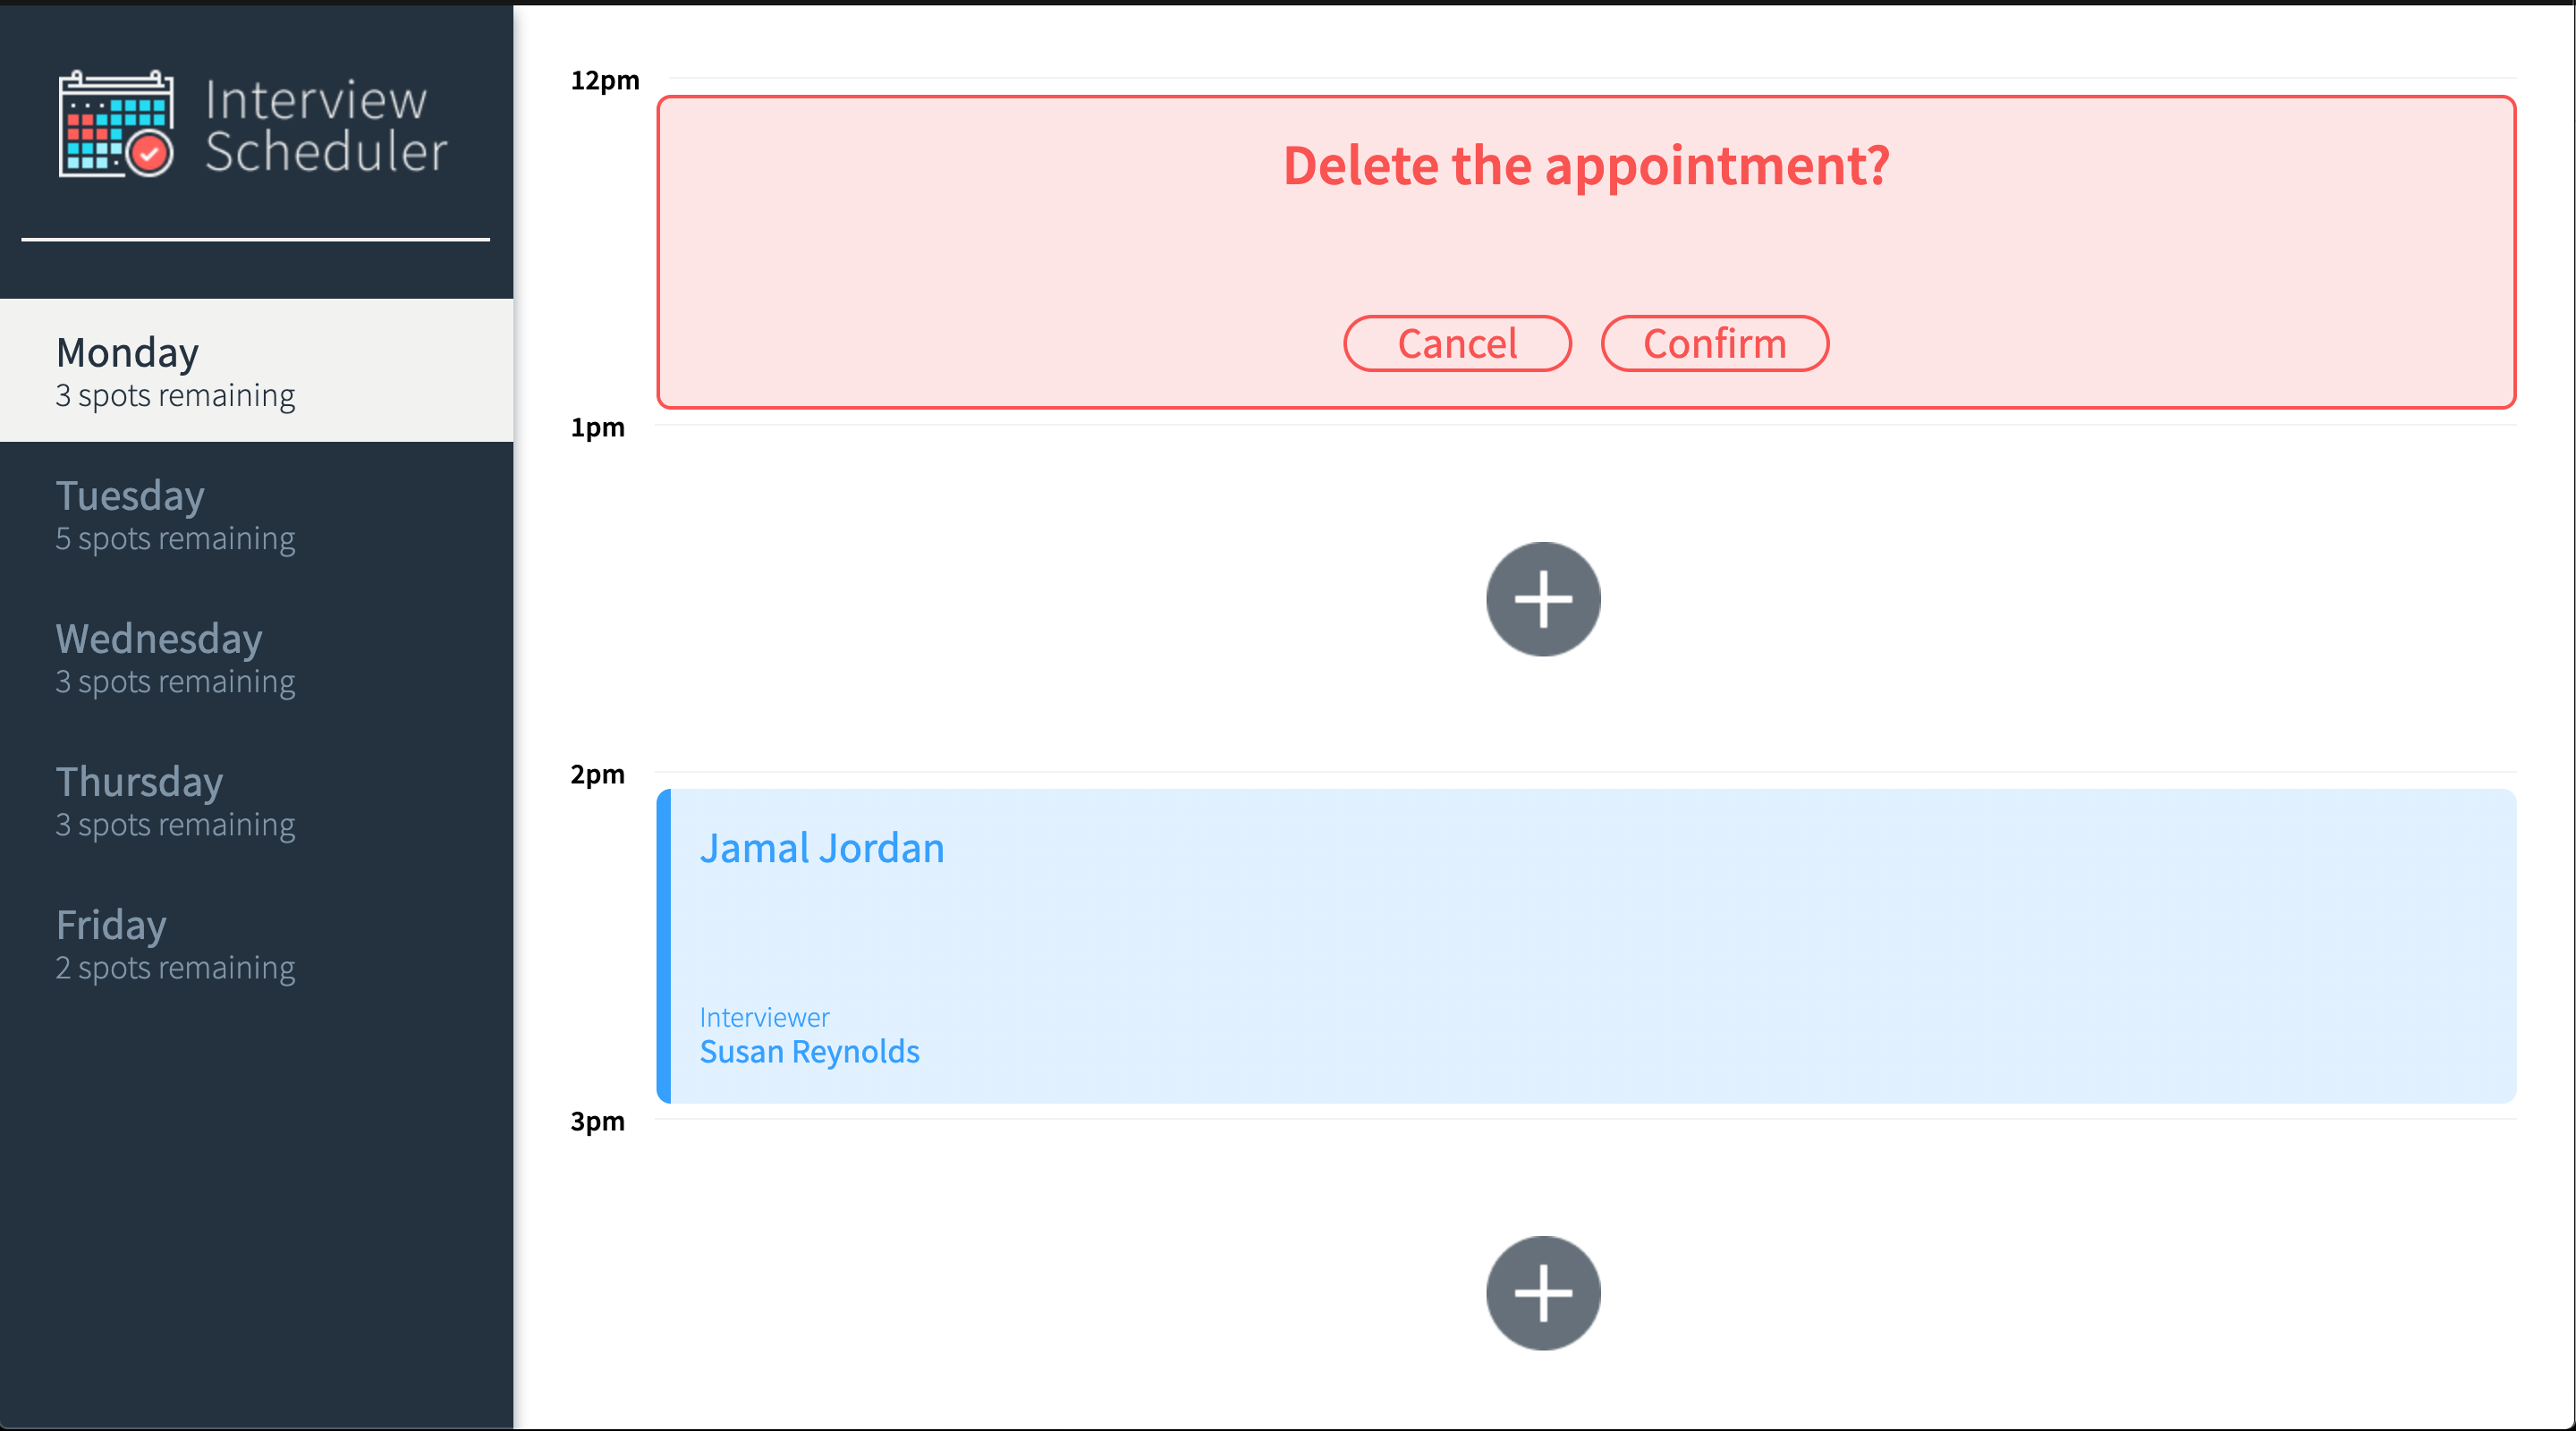 Interview
Scheduler
Monday
3 spots remaining
Tuesday
5 spots remaining
Wednesday
3 spots remaining
Thursday
3 spots remaining
Friday
2 spots remaining
12pm
Delete the appointment?
Cancel Confirm
1pm
2pm
Jamal Jordan
Interviewer
Susan Reynolds
3pm